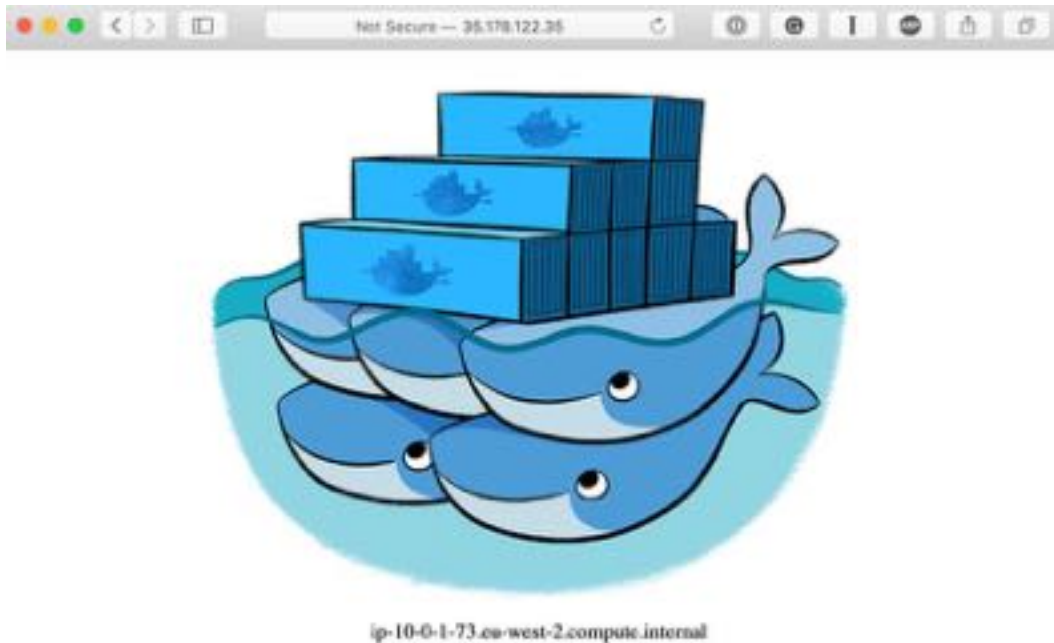 Not Secure — 35.178.122.35
ip-10-0-1-73.eu-west-2.compute.internal